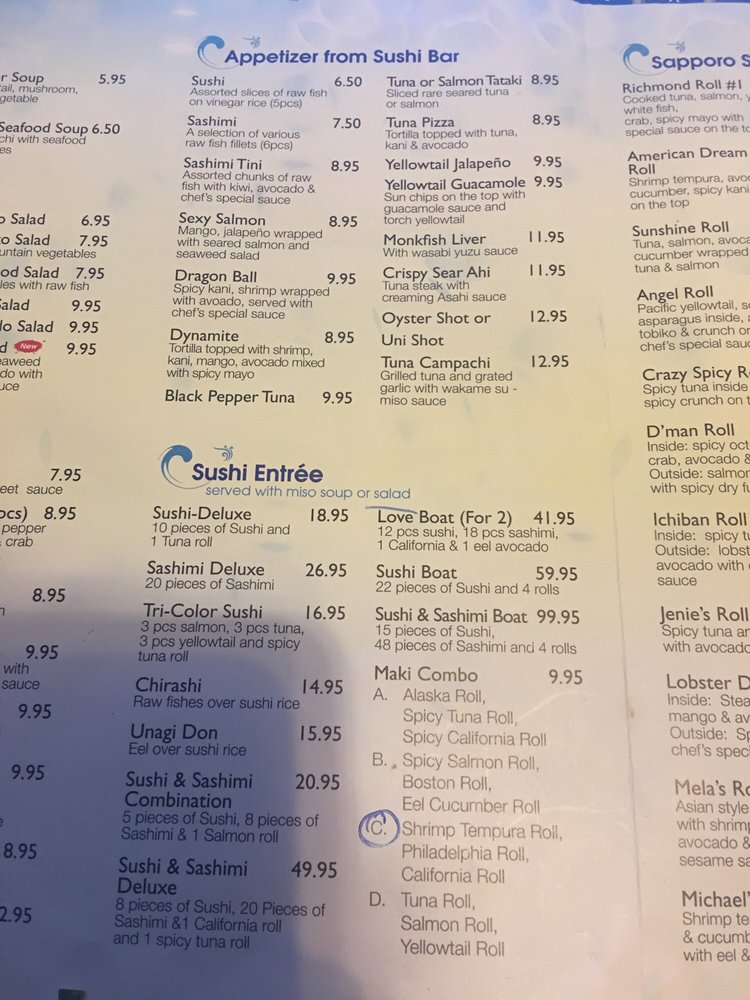 r Soup 5.95
ail, mushroom,
getable
Seafood Soup 6.50
chi with seafood
es
o Salad 6.95
to Salad 7.95
untain vegetables
ood Salad 7.95
les with raw fish
Salad 9.95
lo Salad 9.95
d New 9.95
eaweed
do with
uce
7.95
eet sauce
ocs) 8.95
pepper
crab
8.95
9.95
with
sauce
9.95
9.95
8.95
2.95
Appetizer from Sushi Bar
Sushi 6.50
Assorted slices of raw fish
on vinegar rice (5pcs)
Sashimi 7.50
A selection of various
raw fish fillets (6pcs)
Sashimi Tini 8.95
Assorted chunks of raw
fish with kiwi, avocado &
chef's special sauce
Sexy Salmon 8.95
Mango, jalapeño wrapped
with seared salmon and
seaweed salad
Dragon Ball 9.95
Spicy kani, shrimp wrapped
with avoado, served with
chef's special sauce
Dynamite 8.95
Tortilla topped with shrimp,
kani, mango, avocado mixed
with spicy mayo
Black Pepper Tuna 9.95
Tuna or Salmon Tataki 8.95
Sliced rare seared tuna
or salmon
Tuna Pizza 8.95
Tortilla topped with tuna,
kani & avocado
Yellowtail Jalapeño 9.95
Yellowtail Guacamole 9.95
Sun chips on the top with
guacamole sauce and
torch yellowtail
Monkfish Liver 11.95
With wasabi yuzu sauce
Crispy Sear Ahi 11.95
Tuna steak with
creaming Asahi sauce
Oyster Shot or 12.95
Uni Shot
Tuna Campachi 12.95
Grilled tuna and grated
garlic with wakame su -
miso sauce
Sushi Entrée
served with miso soup or salad
Sushi-Deluxe 18.95
10 pieces of Sushi and
1 Tuna roll
Sashimi Deluxe 26.95
20 pieces of Sashimi
Tri-Color Sushi 16.95
3 pcs salmon, 3 pcs tuna,
3 pcs yellowtail and spicy
tuna roll
Chirashi 14.95
Raw fishes over sushi rice
Unagi Don 15.95
Eel over sushi rice
Sushi & Sashimi 20.95
Combination
5 pieces of Sushi, 8 pieces of
Sashimi & 1 Salmon roll
Sushi & Sashimi 49.95
Deluxe
8 pieces of Sushi, 20 Pieces of
Sashimi &1 California roll
and 1 spicy tuna roll
Love Boat (For 2) 41.95
12 pcs sushi, 18 pcs sashimi,
1 California & 1 eel avocado
Sushi Boat 59.95
22 pieces of Sushi and 4 rolls
Sushi & Sashimi Boat 99.95
15 pieces of Sushi,
48 pieces of Sashimi and 4 rolls
Maki Combo 9.95
A. Alaska Roll,
Spicy Tuna Roll,
Spicy California Roll
B. Spicy Salmon Roll,
Boston Roll,
Eel Cucumber Roll
C. Shrimp Tempura Roll,
Philadelphia Roll,
California Roll
D. Tuna Roll,
Salmon Roll,
Yellowtail Roll
Sapporo S
Richmond Roll #1
Cooked tuna, salmon, y
white fish,
crab, spicy mayo with
special sauce on the to
American Dream
Roll
Shrimp tempura, avoc
cucumber, spicy kani
on the top
Sunshine Roll
Tuna, salmon, avoca
cucumber wrapped
tuna & salmon
Angel Roll
Pacific yellowtail, s
asparagus inside,
tobiko & crunch or
chef's special sauc
Crazy Spicy R
Spicy tuna inside
spicy crunch on t
D'man Roll
Inside: spicy oct
crab, avocado &
Outside: salmor
with spicy dry fu
Ichiban Roll
Inside: spicy tu
Outside: lobst
avocado with
sauce
Jenie's Roll
Spicy tuna ar
with avocado
Lobster D
Inside: Stea
mango & av
Outside: Sp
chef's speci
Mela's Ro
Asian style
with shrimp
avocado &
sesame sa
Michael'
Shrimp te
& cucumb
with eel &